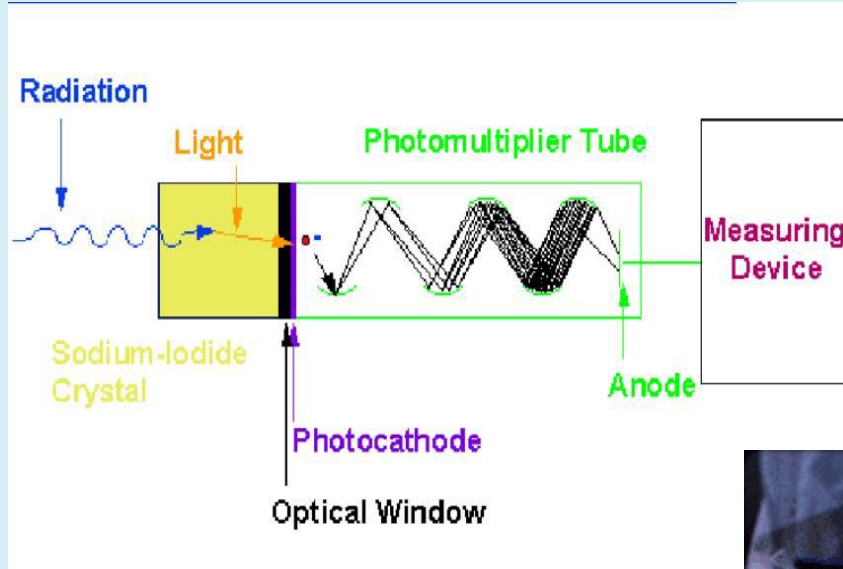 Radiation
Light
Photomultiplier Tube
Measuring
Device
Sodium-Iodide
Crystal
Anode
Photocathode
Optical Window